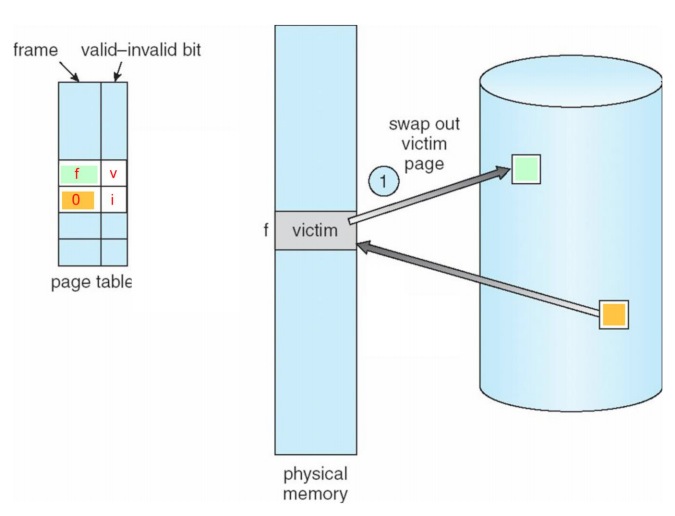 frame
valid–invalid bit
f
v
0
i
page table
swap out
victim
page
1
f
victim
physical
memory